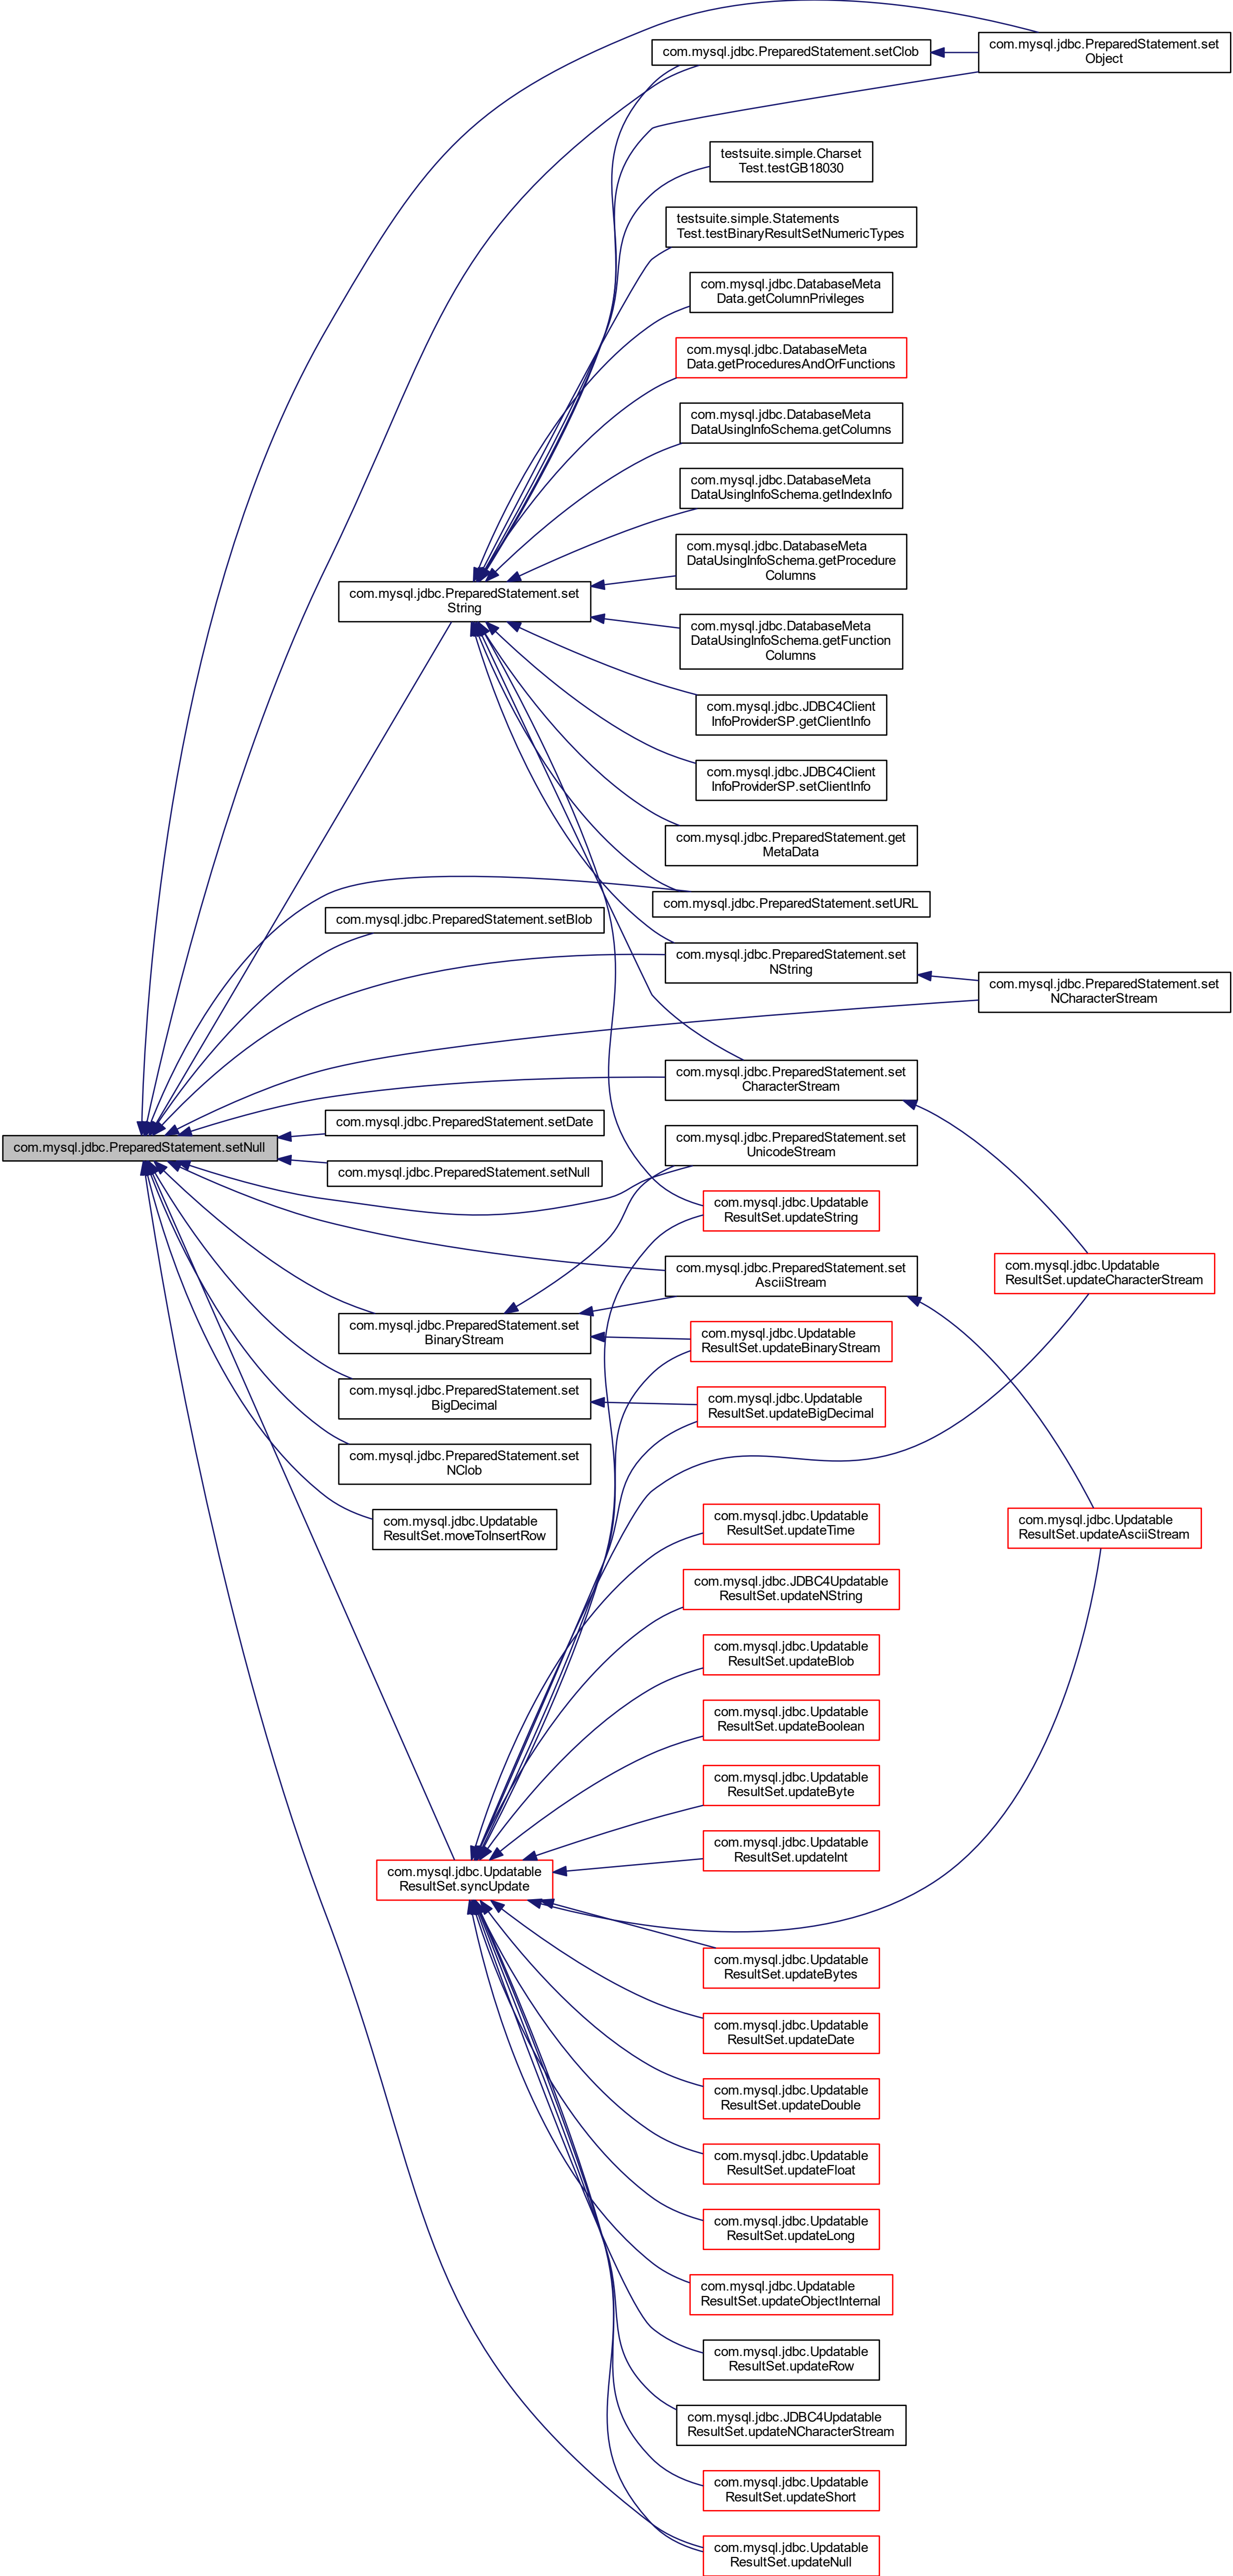 com.mysql.jdbc.PreparedStatement.setClob
com.mysql.jdbc.PreparedStatement.set
Object
testsuite.simple.Charset
Test.testGB18030
testsuite.simple.Statements
Test.testBinaryResultSetNumericTypes
com.mysql.jdbc.DatabaseMeta
Data.getColumnPrivileges
com.mysql.jdbc.DatabaseMeta
Data.getProceduresAndOrFunctions
com.mysql.jdbc.DatabaseMeta
DataUsingInfoSchema.getColumns
com.mysql.jdbc.DatabaseMeta
DataUsingInfoSchema.getIndexInfo
com.mysql.jdbc.DatabaseMeta
DataUsingInfoSchema.getProcedure
Columns
com.mysql.jdbc.PreparedStatement.set
String
com.mysql.jdbc.DatabaseMeta
DataUsingInfoSchema.getFunction
Columns
com.mysql.jdbc.JDBC4Client
InfoProviderSP.getClientInfo
com.mysql.jdbc.JDBC4Client
InfoProviderSP.setClientInfo
com.mysql.jdbc.PreparedStatement.get
MetaData
com.mysql.jdbc.PreparedStatement.setURL
com.mysql.jdbc.PreparedStatement.setBlob
com.mysql.jdbc.PreparedStatement.set
NString
com.mysql.jdbc.PreparedStatement.set
NCharacterStream
com.mysql.jdbc.PreparedStatement.set
CharacterStream
com.mysql.jdbc.PreparedStatement.setDate
com.mysql.jdbc.PreparedStatement.setNull
com.mysql.jdbc.PreparedStatement.set
UnicodeStream
com.mysql.jdbc.PreparedStatement.setNull
com.mysql.jdbc.Updatable
ResultSet.updateString
com.mysql.jdbc.PreparedStatement.set
AsciiStream
com.mysql.jdbc.Updatable
ResultSet.updateCharacterStream
com.mysql.jdbc.PreparedStatement.set
BinaryStream
com.mysql.jdbc.Updatable
ResultSet.updateBinaryStream
com.mysql.jdbc.PreparedStatement.set
BigDecimal
com.mysql.jdbc.Updatable
ResultSet.updateBigDecimal
com.mysql.jdbc.PreparedStatement.set
NClob
com.mysql.jdbc.Updatable
ResultSet.moveToInsertRow
com.mysql.jdbc.Updatable
ResultSet.updateTime
com.mysql.jdbc.Updatable
ResultSet.updateAsciiStream
com.mysql.jdbc.JDBC4Updatable
ResultSet.updateNString
com.mysql.jdbc.Updatable
ResultSet.updateBlob
com.mysql.jdbc.Updatable
ResultSet.updateBoolean
com.mysql.jdbc.Updatable
ResultSet.updateByte
com.mysql.jdbc.Updatable
ResultSet.updateInt
com.mysql.jdbc.Updatable
ResultSet.syncUpdate
com.mysql.jdbc.Updatable
ResultSet.updateBytes
com.mysql.jdbc.Updatable
ResultSet.updateDate
com.mysql.jdbc.Updatable
ResultSet.updateDouble
com.mysql.jdbc.Updatable
ResultSet.updateFloat
com.mysql.jdbc.Updatable
ResultSet.updateLong
com.mysql.jdbc.Updatable
ResultSet.updateObjectInternal
com.mysql.jdbc.Updatable
ResultSet.updateRow
com.mysql.jdbc.JDBC4Updatable
ResultSet.updateNCharacterStream
com.mysql.jdbc.Updatable
ResultSet.updateShort
com.mysql.jdbc.Updatable
ResultSet.updateNull